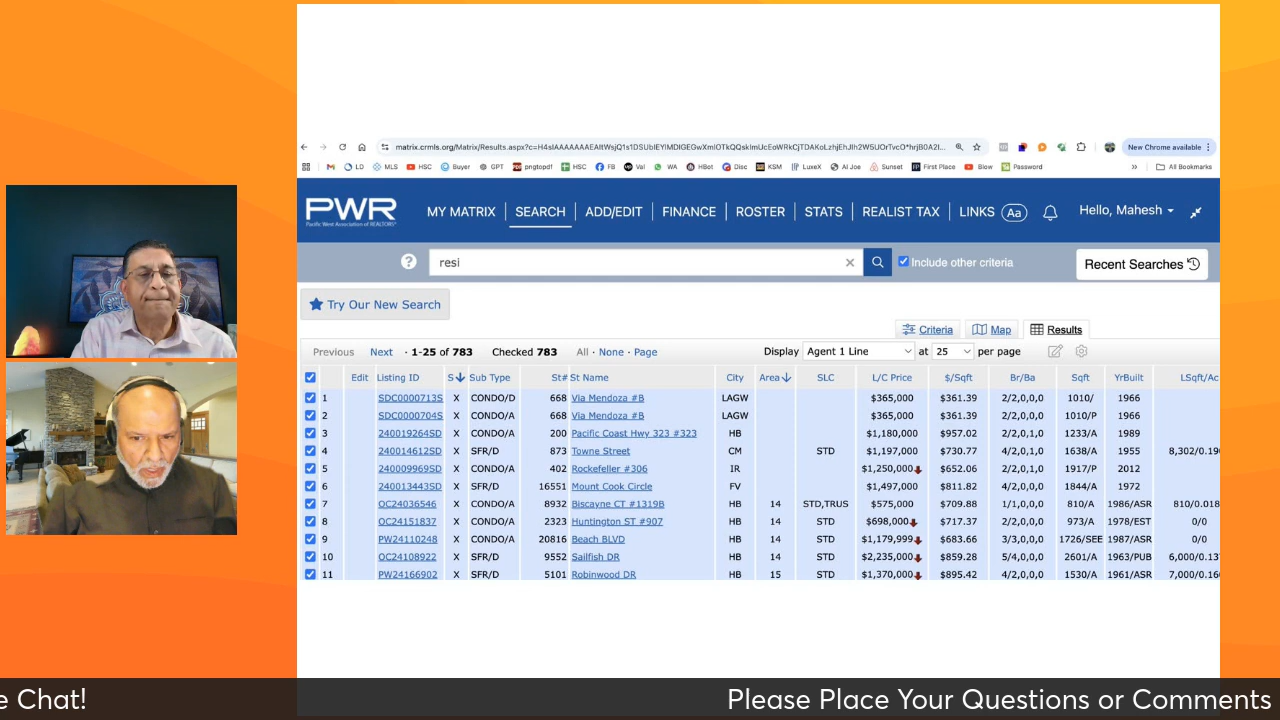 matrix.crmls.org/Matrix/Results.aspx?c=
New Chrome available
LO MLS HSC Buyer GPT pngtopdf HSC FB Val WA HBot Disc KSM LuxeX AI Joe Sunset First Place Blow Password » All Bookmarks
PWR MY MATRIX SEARCH ADD/EDIT FINANCE ROSTER STATS REALIST TAX LINKS Aa Hello, Mahesh
Pacific West Association of REALTORS®
? resi × Include other criteria Recent Searches
Try Our New Search
Criteria Map Results
Previous Next · 1-25 of 783 Checked 783 All · None · Page Display Agent 1 Line at 25 per page
Edit Listing ID S Sub Type St# St Name City Area SLC L/C Price $/Sqft Br/Ba Sqft YrBuilt LSqft/Ac
1 SDC0000713S X CONDO/D 668 Via Mendoza #B LAGW $365,000 $361.39 2/2,0,0,0 1010/ 1966
2 SDC0000704S X CONDO/A 668 Via Mendoza #B LAGW $365,000 $361.39 2/2,0,0,0 1010/P 1966
3 240019264SD X CONDO/A 200 Pacific Coast Hwy 323 #323 HB $1,180,000 $957.02 2/2,0,1,0 1233/A 1989
4 240014612SD X SFR/D 873 Towne Street CM STD $1,197,000 $730.77 4/2,0,1,0 1638/A 1955 8,302/0.19
5 240009969SD X CONDO/A 402 Rockefeller #306 IR $1,250,000 $652.06 2/2,0,1,0 1917/P 2012
6 240013443SD X SFR/D 16551 Mount Cook Circle FV $1,497,000 $811.82 4/2,0,0,0 1844/A 1972
7 OC24036546 X CONDO/A 8932 Biscayne CT #1319B HB 14 STD,TRUS $575,000 $709.88 1/1,0,0,0 810/A 1986/ASR 810/0.018
8 OC24151837 X CONDO/A 2323 Huntington ST #907 HB 14 STD $698,000 $717.37 2/2,0,0,0 973/A 1978/EST 0/0
9 PW24110248 X CONDO/A 20816 Beach BLVD HB 14 STD $1,179,999 $683.66 3/3,0,0,0 1726/SEE 1987/ASR 0/0
10 OC24108922 X SFR/D 9552 Sailfish DR HB 14 STD $2,235,000 $859.28 5/4,0,0,0 2601/A 1963/PUB 6,000/0.13
11 PW24166902 X SFR/D 5101 Robinwood DR HB 15 STD $1,370,000 $895.42 4/2,0,0,0 1530/A 1961/ASR 7,000/0.16
e Chat! Please Place Your Questions or Comments